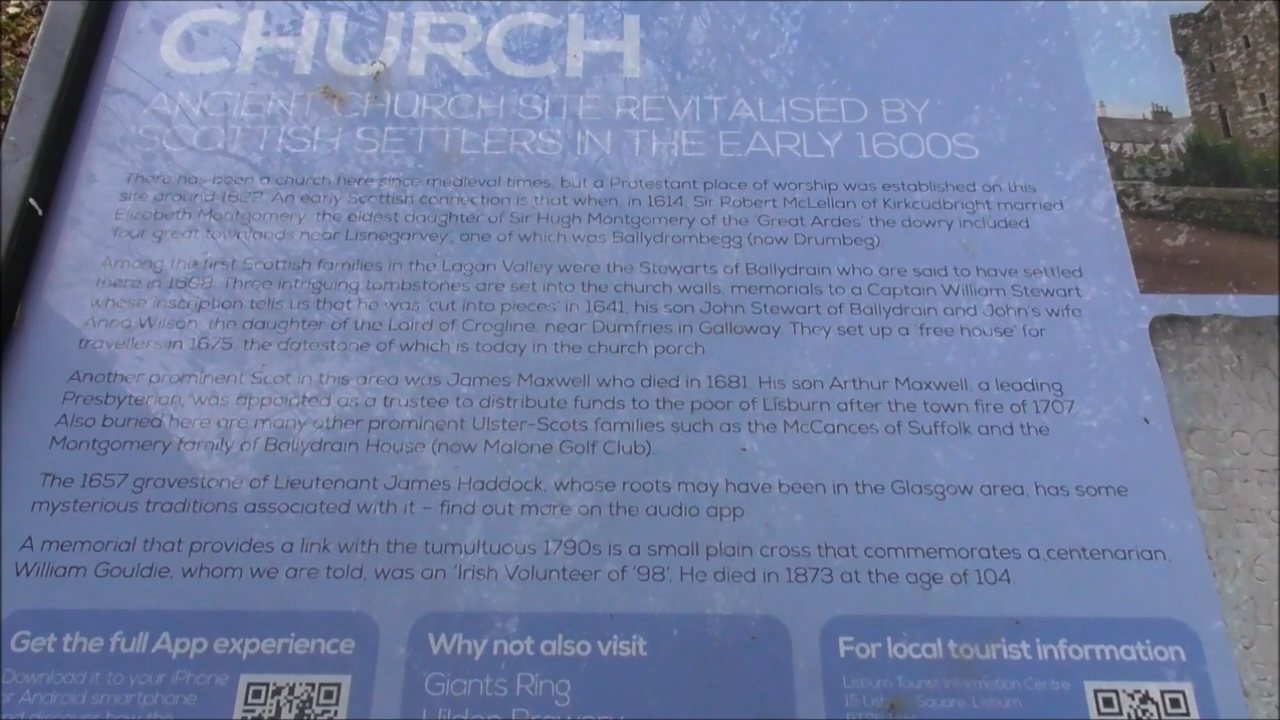 CHURCH
ANCIENT CHURCH SITE REVITALISED BY
SCOTTISH SETTLERS IN THE EARLY 1600S
There has been a church here since medieval times, but a Protestant place of worship was established on this
site around 1622. An early Scottish connection is that when, in 1614, Sir Robert McLellan of Kirkcudbright married
Elizabeth Montgomery, the eldest daughter of Sir Hugh Montgomery of the 'Great Ardes' the dowry included
'four great townlands near Lisnegarvey', one of which was Ballydrombegg (now Drumbeg).
Among the first Scottish families in the Lagan Valley were the Stewarts of Ballydrain who are said to have settled
there in 1608. Three intriguing tombstones are set into the church walls, memorials to a Captain William Stewart
whose inscription tells us that he was 'cut into pieces' in 1641, his son John Stewart of Ballydrain and John's wife
Anna Wilson, the daughter of the Laird of Crogline, near Dumfries in Galloway. They set up a 'free house' for
travellers in 1675, the datestone of which is today in the church porch.
Another prominent Scot in this area was James Maxwell who died in 1681. His son Arthur Maxwell, a leading
Presbyterian, was appointed as a trustee to distribute funds to the poor of Lisburn after the town fire of 1707.
Also buried here are many other prominent Ulster-Scots families such as the McCances of Suffolk and the
Montgomery family of Ballydrain House (now Malone Golf Club).
The 1657 gravestone of Lieutenant James Haddock, whose roots may have been in the Glasgow area, has some
mysterious traditions associated with it – find out more on the audio app
A memorial that provides a link with the tumultuous 1790s is a small plain cross that commemorates a centenarian,
William Gouldie, whom we are told, was an 'Irish Volunteer of '98'. He died in 1873 at the age of 104
Get the full App experience
Download it to your iPhone
or Android smartphone
and discover how the
Why not also visit
Giants Ring
Hilden Brewery
For local tourist information
Lisburn Tourist Information Centre
15 Lisburn Square, Lisburn